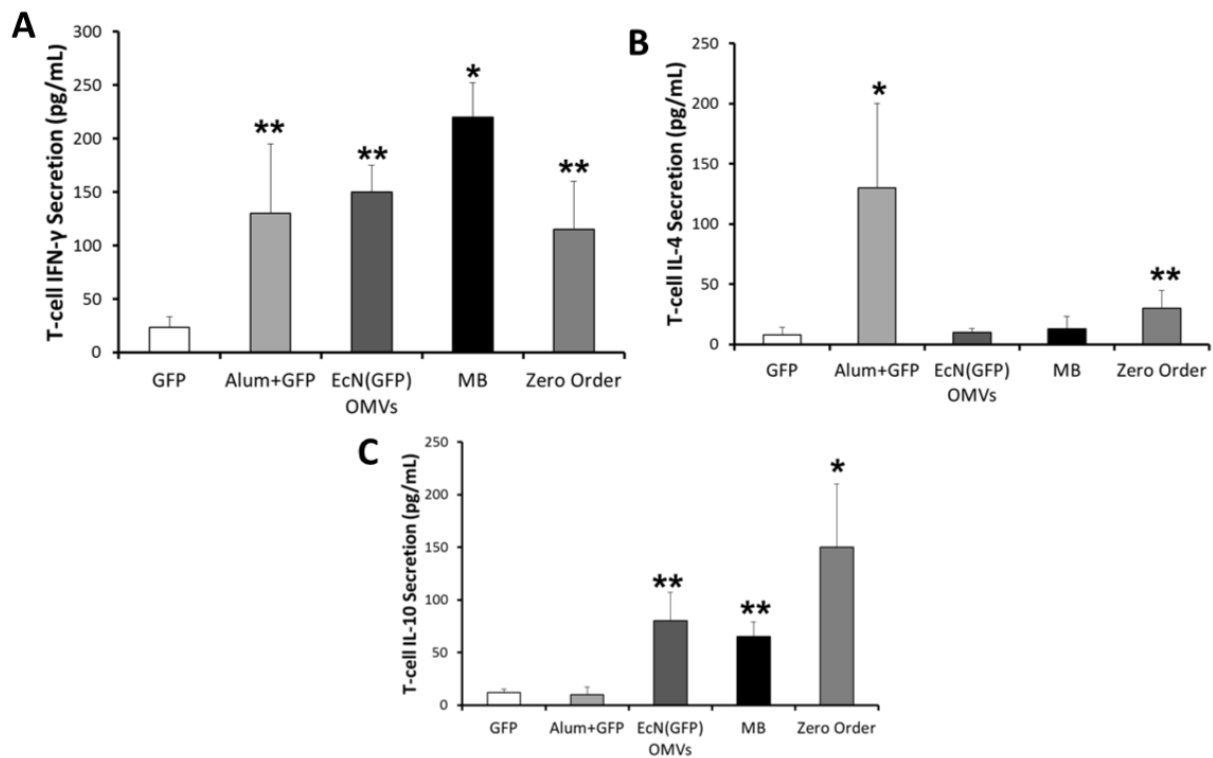 A
T-cell IFN-γ Secretion (pg/mL)
300
250
200
150
100
50
0
**
**
*
**
GFP Alum+GFP EcN(GFP) MB Zero Order
OMVs
B
T-cell IL-4 Secretion (pg/mL)
250
200
150
100
50
0
*
**
GFP Alum+GFP EcN(GFP) MB Zero Order
OMVs
C
T-cell IL-10 Secretion (pg/mL)
250
200
150
100
50
0
**
**
*
GFP Alum+GFP EcN(GFP) MB Zero Order
OMVs